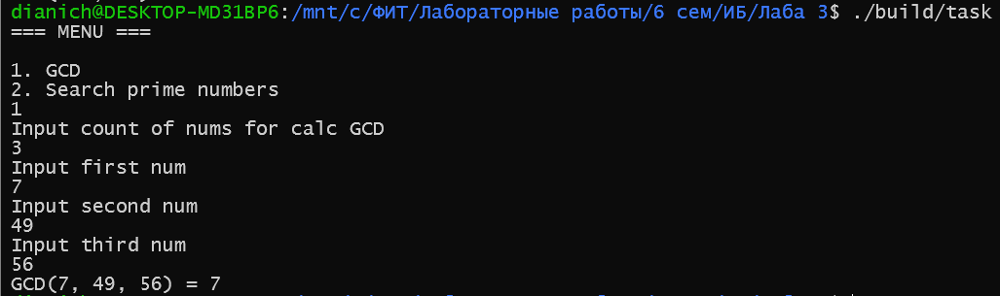 dianich@DESKTOP-MD31BP6:/mnt/c/ФИТ/Лабораторные работы/6 сем/ИБ/Лаба 3$ ./build/task
=== MENU ===
1. GCD
2. Search prime numbers
1
Input count of nums for calc GCD
3
Input first num
7
Input second num
49
Input third num
56
GCD(7, 49, 56) = 7